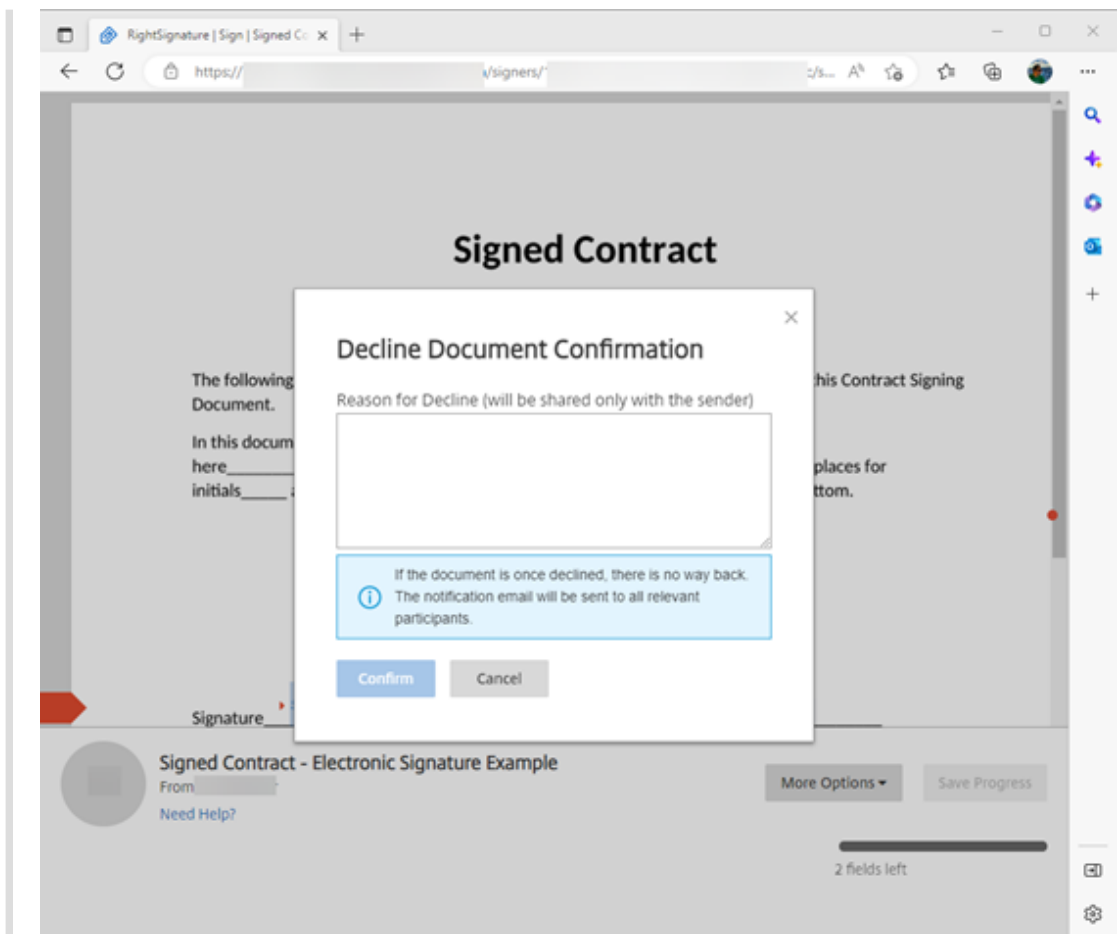 RightSignature | Sign | Signed Co
https:// /signers/ :/s...
Signed Contract
Decline Document Confirmation
The following his Contract Signing
Document.
Reason for Decline (will be shared only with the sender)
In this docum
here________ places for
initials_____ ttom.
If the document is once declined, there is no way back.
The notification email will be sent to all relevant
participants.
Confirm Cancel
Signature
Signed Contract - Electronic Signature Example
From
More Options Save Progress
Need Help?
2 fields left